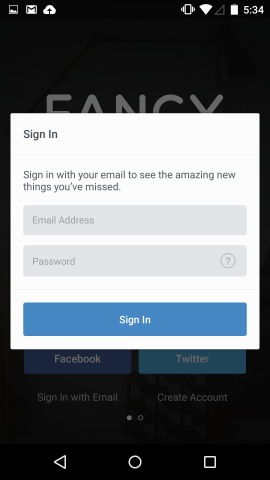 5:34
FANCY
Sign In
Sign in with your email to see the amazing new
things you've missed.
Email Address
Password
?
Sign In
Facebook
Twitter
Sign In with Email
Create Account